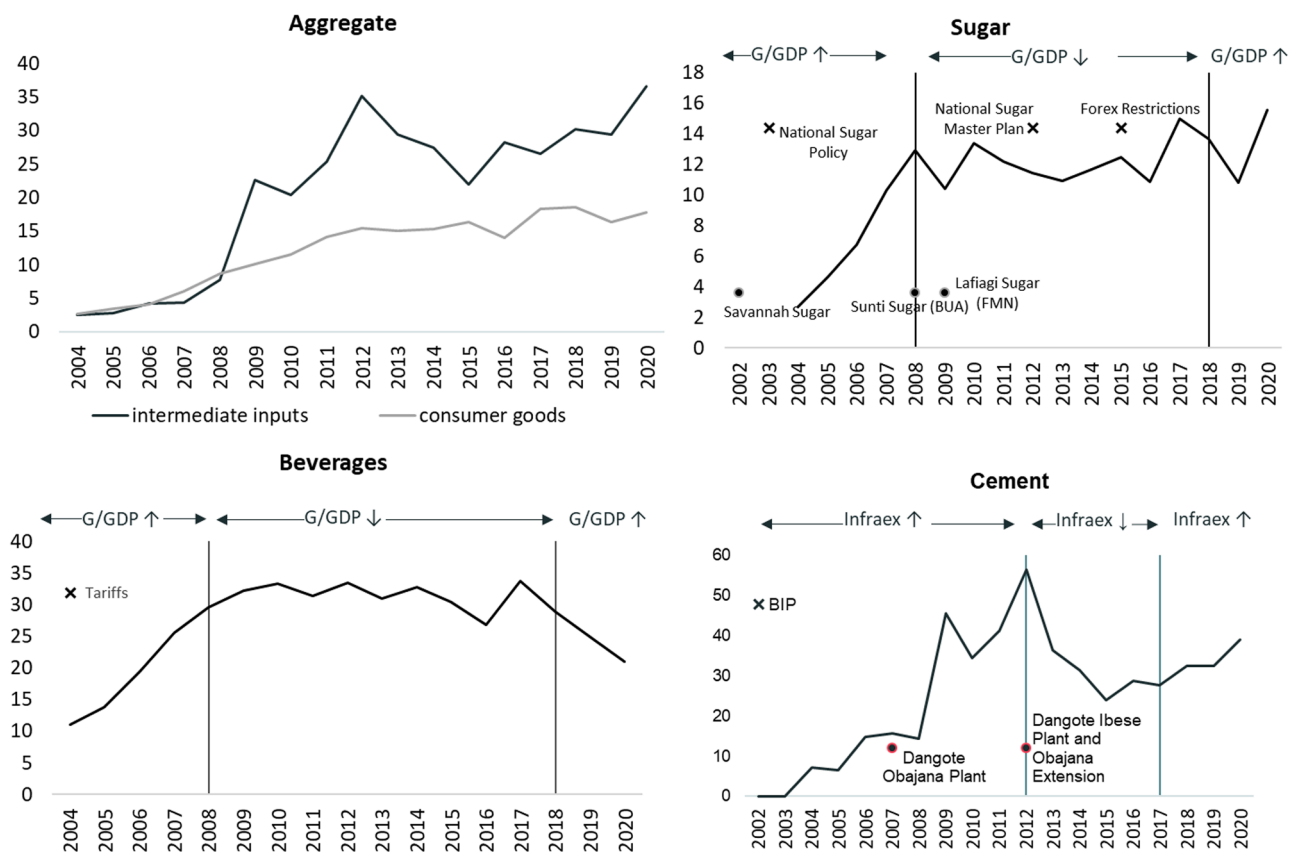 Aggregate
40
35
30
25
20
15
10
5
0
2004 2005 2006 2007 2008 2009 2010 2011 2012 2013 2014 2015 2016 2017 2018 2019 2020
intermediate inputs consumer goods
Sugar
G/GDP ↑ G/GDP ↓ G/GDP ↑
18
16
14
12
10
8
6
4
2
0
National Sugar
Policy
National Sugar
Master Plan
Forex Restrictions
Savannah Sugar
Sunti Sugar (BUA)
Lafiagi Sugar
(FMN)
2002 2003 2004 2005 2006 2007 2008 2009 2010 2011 2012 2013 2014 2015 2016 2017 2018 2019 2020
Beverages
G/GDP ↑ G/GDP ↓ G/GDP ↑
40
35
30
25
20
15
10
5
0
Tariffs
2004 2005 2006 2007 2008 2009 2010 2011 2012 2013 2014 2015 2016 2017 2018 2019 2020
Cement
Infraex ↑ Infraex ↓ Infraex ↑
60
50
40
30
20
10
0
BIP
Dangote
Obajana Plant
Dangote Ibese
Plant and
Obajana
Extension
2002 2003 2004 2005 2006 2007 2008 2009 2010 2011 2012 2013 2014 2015 2016 2017 2018 2019 2020